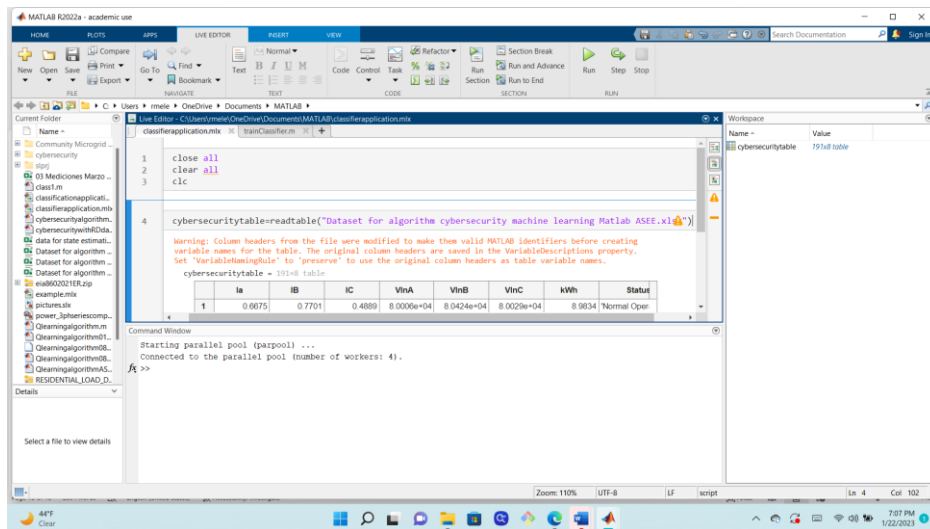 MATLAB R2022a - academic use
HOME PLOTS APPS LIVE EDITOR INSERT VIEW
Search Documentation
Sign In
New Open Save
Compare
Print
Export
FILE
Go To
Find
Bookmark
NAVIGATE
Text
Normal
B I U M
TEXT
Code Control Task
Refactor
CODE
Run Section
Section Break
Run and Advance
Run to End
SECTION
Run Step Stop
RUN
C: Users rmele OneDrive Documents MATLAB
Current Folder
Name
Community Microgrid ...
cybersecurity
slprj
03 Mediciones Marzo ...
class1.m
classificationapplicati...
classifierapplication.mlx
cybersecurityalgorithm...
cybersecuritywithRDda...
data for state estimati...
Dataset for algorithm ...
Dataset for algorithm ...
Dataset for algorithm ...
eia8602021ER.zip
example.mlx
pictures.slx
power_3phseriescomp...
Qlearningalgorithm.m
Qlearningalgorithm01...
Qlearningalgorithm08...
Qlearningalgorithm08...
QlearningalgorithmAS...
RESIDENTIAL_LOAD_D...
Details
Select a file to view details
Live Editor - C:\Users\rmele\OneDrive\Documents\MATLAB\classifierapplication.mlx
classifierapplication.mlx trainClassifier.m +
1 close all
2 clear all
3 clc
4 cybersecuritytable=readtable("Dataset for algorithm cybersecurity machine learning Matlab ASEE.xls")
Warning: Column headers from the file were modified to make them valid MATLAB identifiers before creating
variable names for the table. The original column headers are saved in the VariableDescriptions property.
Set 'VariableNamingRule' to 'preserve' to use the original column headers as table variable names.
cybersecuritytable = 191×8 table
Ia IB IC VlnA VlnB VlnC kWh Status
1 0.6675 0.7701 0.4889 8.0006e+04 8.0424e+04 8.0029e+04 8.9834 'Normal Oper.
Command Window
Starting parallel pool (parpool) ...
Connected to the parallel pool (number of workers: 4).
fx >>
Workspace
Name Value
cybersecuritytable 191x8 table
Zoom: 110% UTF-8 LF script Ln 4 Col 102
44°F
Clear
7:07 PM
1/22/2023